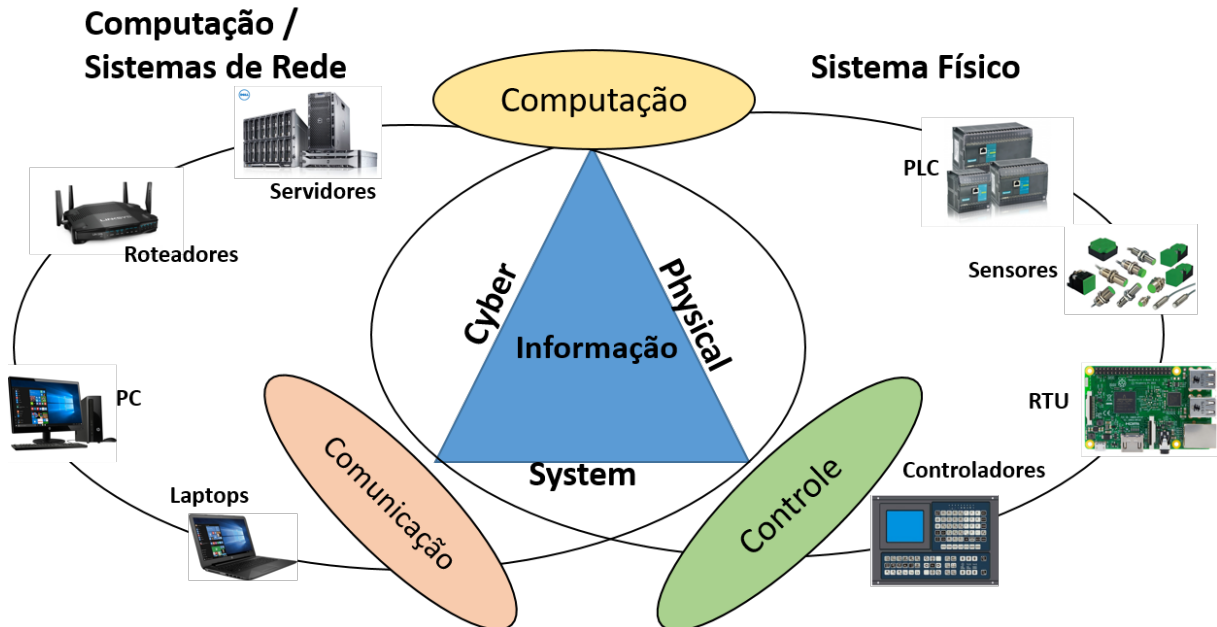 Computação /
Sistemas de Rede
Sistema Físico
Computação
Servidores
Roteadores
PC
Laptops
PLC
Sensores
RTU
Controladores
Cyber
Physical
Informação
System
Comunicação
Controle